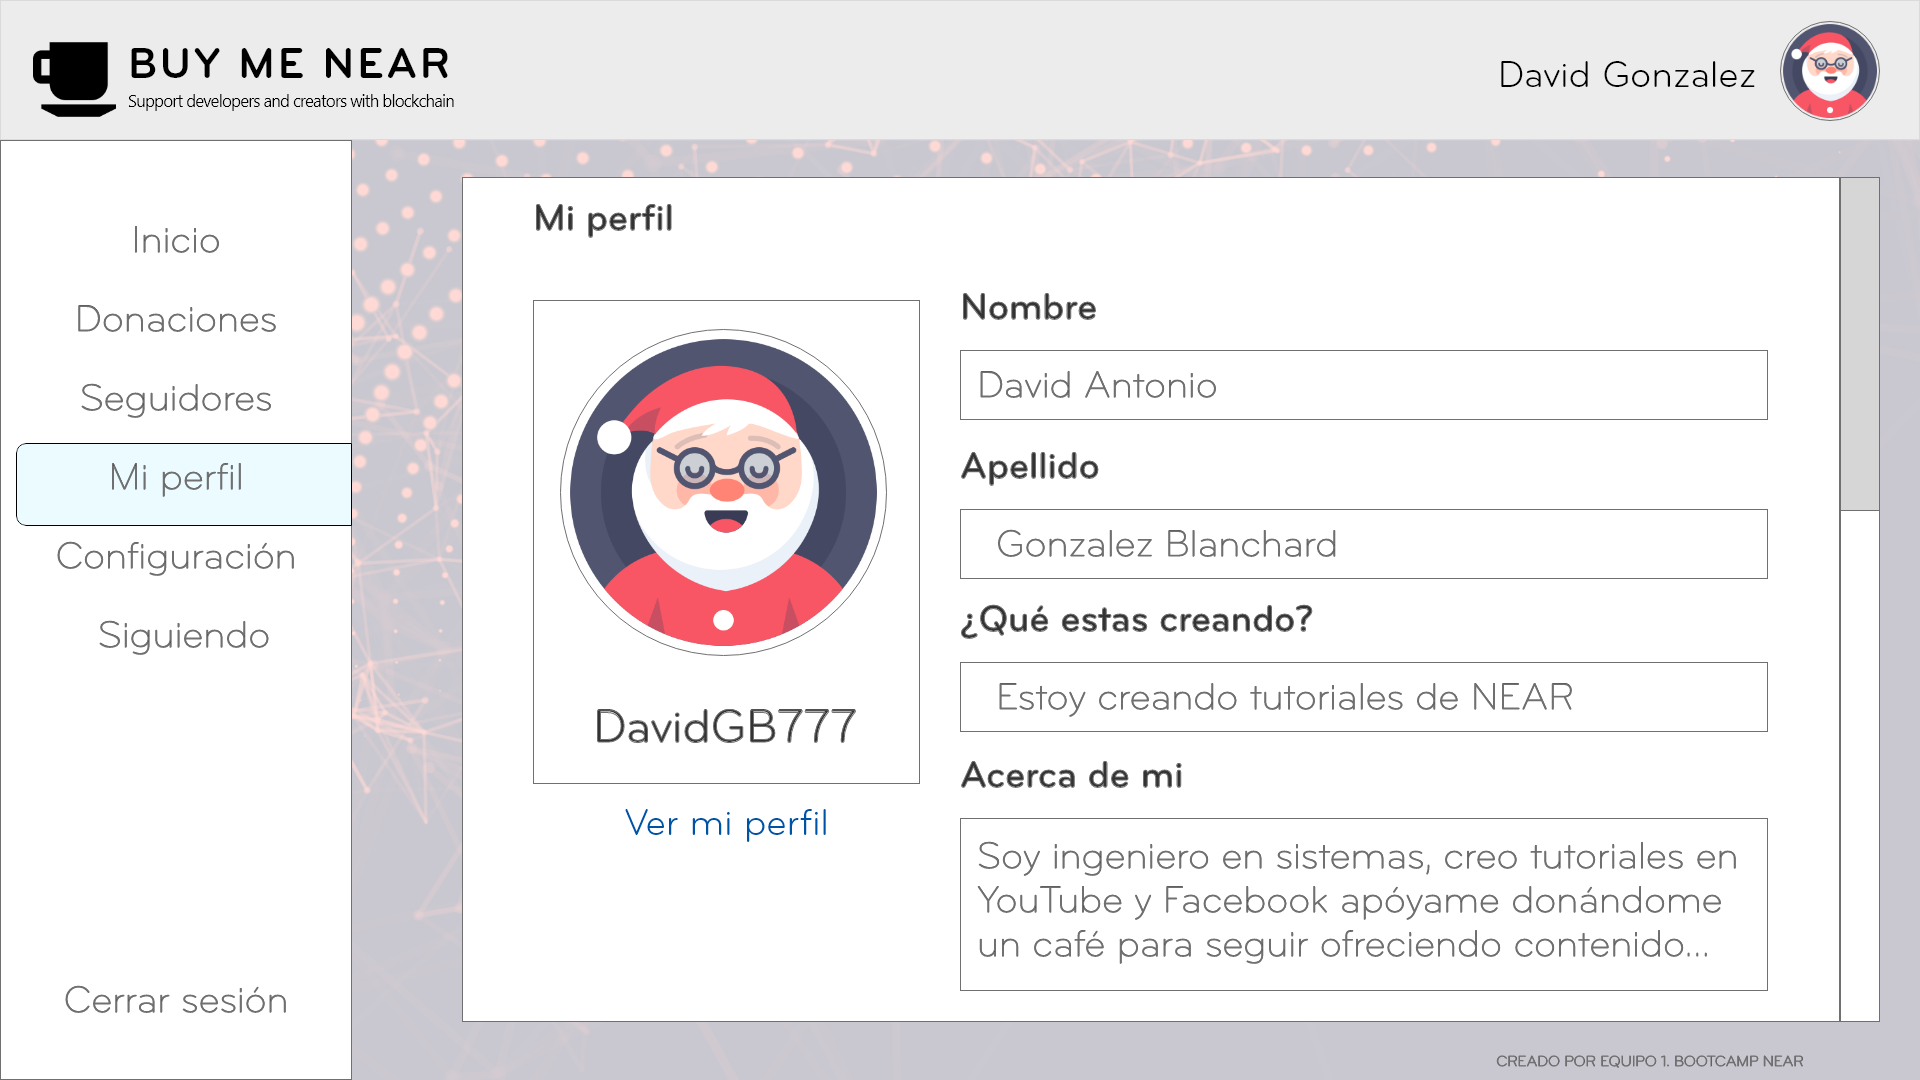 BUY ME NEAR
Support developers and creators with blockchain
David Gonzalez
Inicio
Donaciones
Seguidores
Mi perfil
Configuración
Siguiendo
Cerrar sesión
Mi perfil
DavidGB777
Ver mi perfil
Nombre
David Antonio
Apellido
Gonzalez Blanchard
¿Qué estas creando?
Estoy creando tutoriales de NEAR
Acerca de mi
Soy ingeniero en sistemas, creo tutoriales en
YouTube y Facebook apóyame donándome
un café para seguir ofreciendo contenido...
CREADO POR EQUIPO 1. BOOTCAMP NEAR